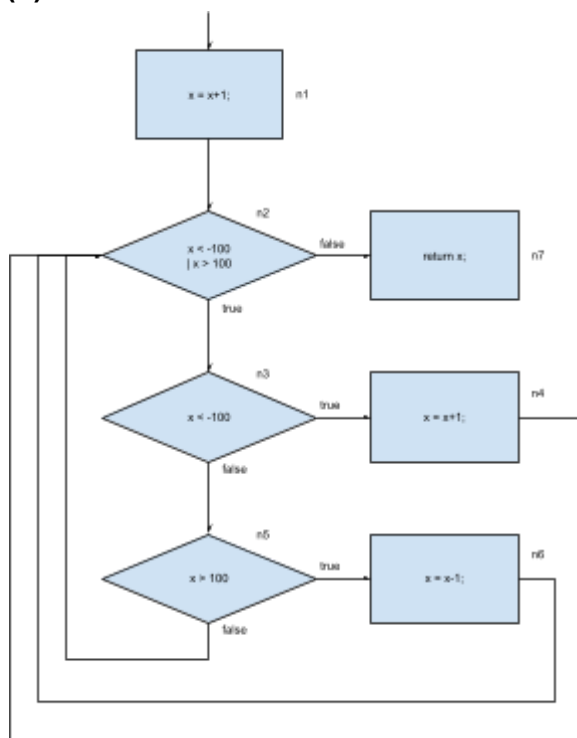 x = x+1;
n1
n2
x < -100
| x > 100
false
return x;
n7
true
n3
x < -100
true
x = x+1;
n4
false
n5
x > 100
true
x = x-1;
n6
false